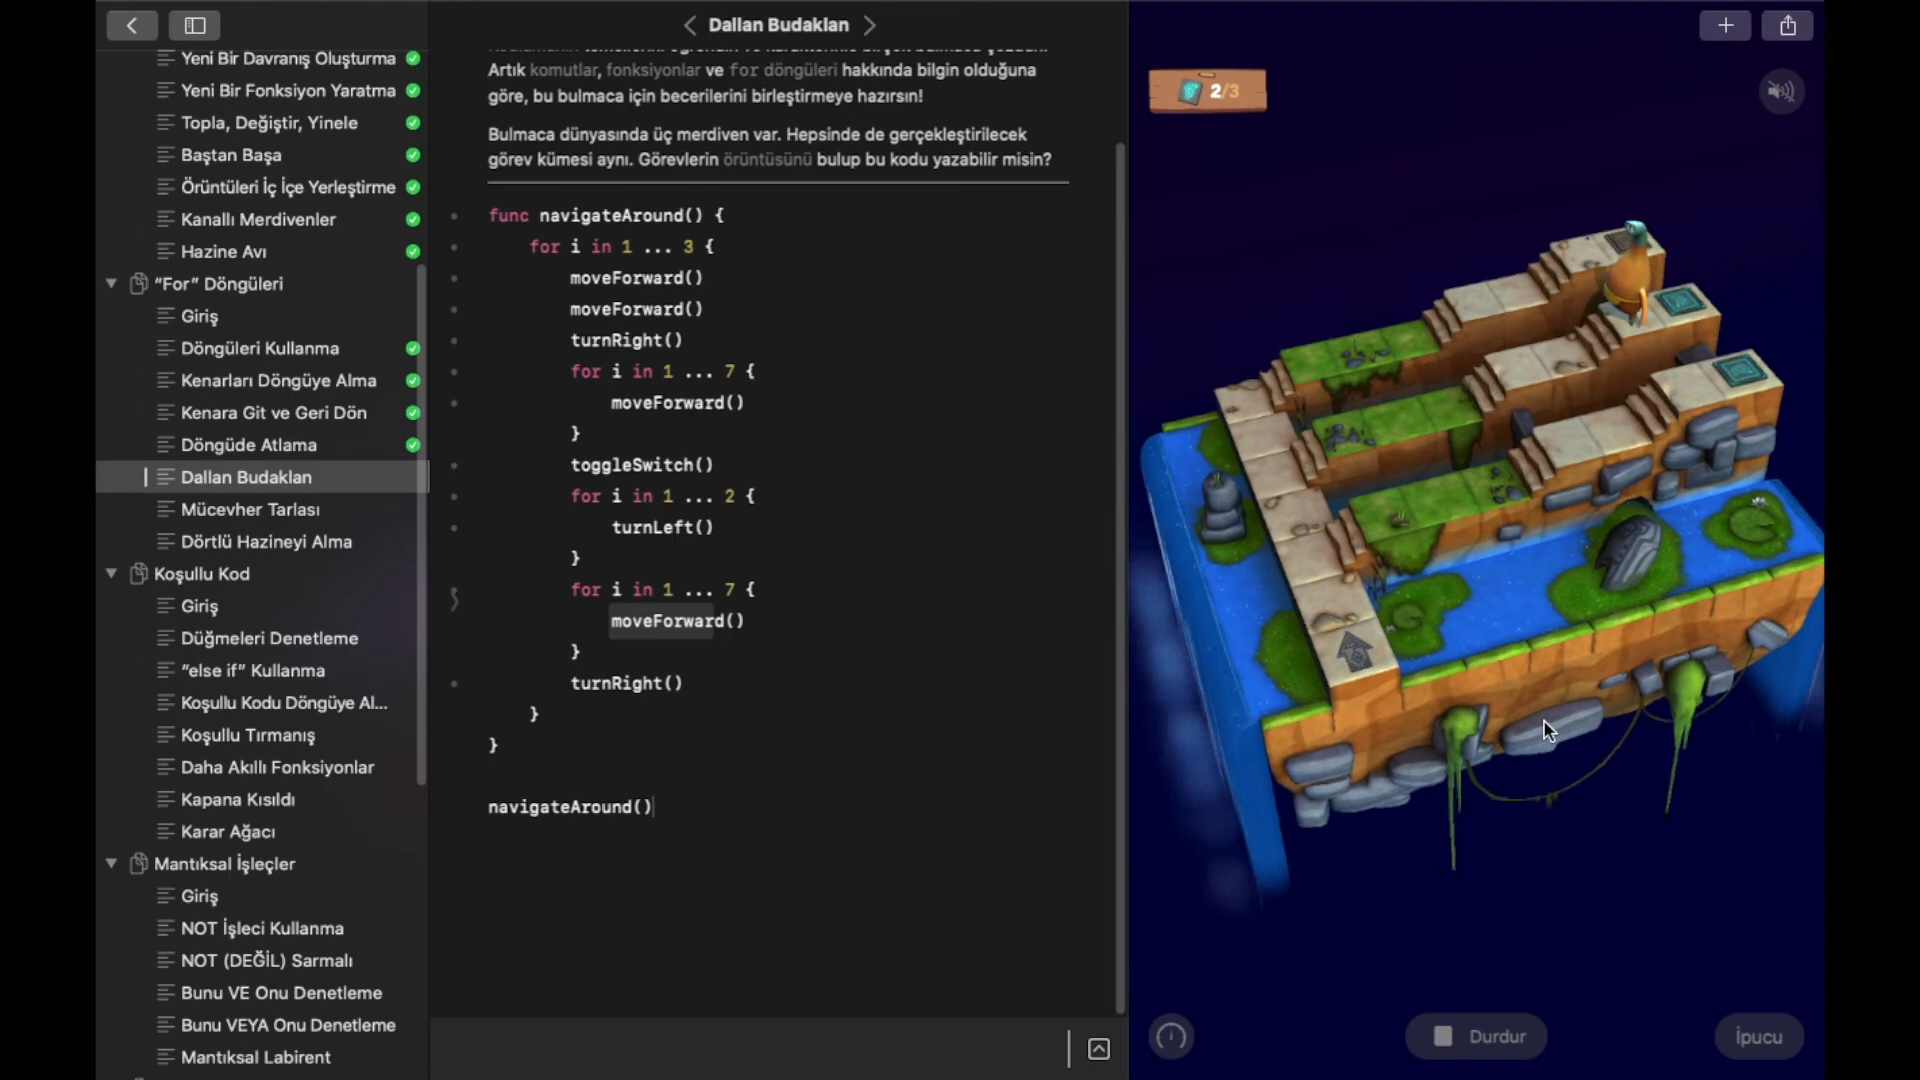 Dallan Budaklan
Yeni Bir Davranış Oluşturma
Yeni Bir Fonksiyon Yaratma
Topla, Değiştir, Yinele
Baştan Başa
Örüntüleri İç İçe Yerleştirme
Kanallı Merdivenler
Hazine Avı
"For" Döngüleri
Giriş
Döngüleri Kullanma
Kenarları Döngüye Alma
Kenara Git ve Geri Dön
Döngüde Atlama
Dallan Budaklan
Mücevher Tarlası
Dörtlü Hazineyi Alma
Koşullu Kod
Giriş
Düğmeleri Denetleme
"else if" Kullanma
Koşullu Kodu Döngüye Al...
Koşullu Tırmanış
Daha Akıllı Fonksiyonlar
Kapana Kısıldı
Karar Ağacı
Mantıksal İşleçler
Giriş
NOT İşleci Kullanma
NOT (DEĞİL) Sarmalı
Bunu VE Onu Denetleme
Bunu VEYA Onu Denetleme
Mantıksal Labirent
Artık komutlar, fonksiyonlar ve for döngüleri hakkında bilgin olduğuna
göre, bu bulmaca için becerilerini birleştirmeye hazırsın!
Bulmaca dünyasında üç merdiven var. Hepsinde de gerçekleştirilecek
görev kümesi aynı. Görevlerin örüntüsünü bulup bu kodu yazabilir misin?
func navigateAround() {
for i in 1 ... 3 {
moveForward()
moveForward()
turnRight()
for i in 1 ... 7 {
moveForward()
}
toggleSwitch()
for i in 1 ... 2 {
turnLeft()
}
for i in 1 ... 7 {
moveForward()
}
turnRight()
}
}
navigateAround()
2/3
Durdur
İpucu